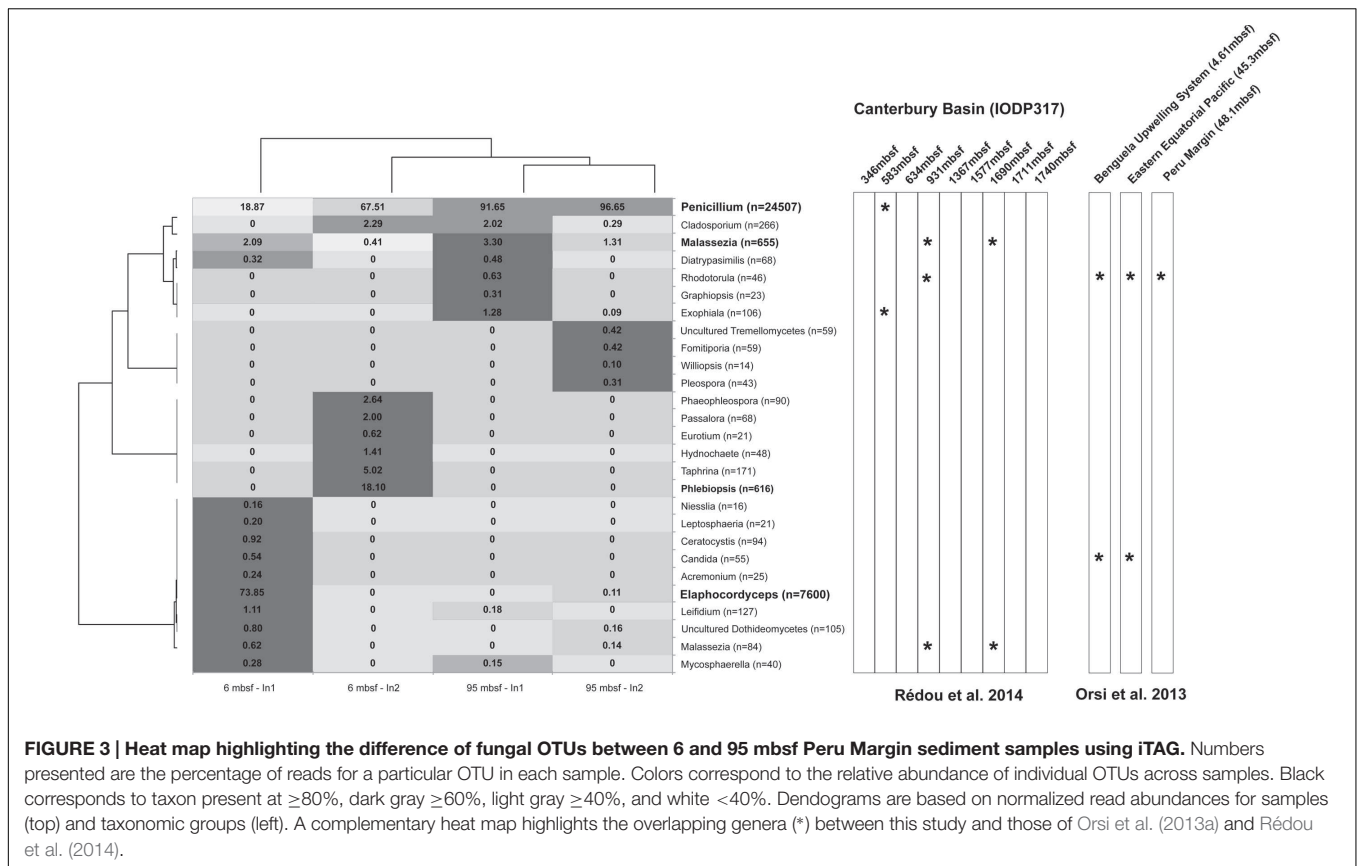 Canterbury Basin (IODP317)
346mbsf
583mbsf
634mbsf
931mbsf
1367mbsf
1577mbsf
1690mbsf
1711mbsf
1740mbsf
Benguela Upwelling System (4.61mbsf)
Eastern Equatorial Pacific (45.3mbsf)
Peru Margin (48.1mbsf)
18.87 67.51 91.65 96.65 Penicillium (n=24507) *
0 2.29 2.02 0.29 Cladosporium (n=266)
2.09 0.41 3.30 1.31 Malassezia (n=655) * *
0.32 0 0.48 0 Diatrypasimilis (n=68)
0 0 0.63 0 Rhodotorula (n=46) * * * *
0 0 0.31 0 Graphiopsis (n=23)
0 0 1.28 0.09 Exophiala (n=106) *
0 0 0 0.42 Uncultured Tremellomycetes (n=59)
0 0 0 0.42 Fomitiporia (n=59)
0 0 0 0.10 Williopsis (n=14)
0 0 0 0.31 Pleospora (n=43)
0 2.64 0 0 Phaeophleospora (n=90)
0 2.00 0 0 Passalora (n=68)
0 0.62 0 0 Eurotium (n=21)
0 1.41 0 0 Hydnochaete (n=48)
0 5.02 0 0 Taphrina (n=171)
0 18.10 0 0 Phlebiopsis (n=616)
0.16 0 0 0 Niesslia (n=16)
0.20 0 0 0 Leptosphaeria (n=21)
0.92 0 0 0 Ceratocystis (n=94)
0.54 0 0 0 Candida (n=55) * *
0.24 0 0 0 Acremonium (n=25)
73.85 0 0 0.11 Elaphocordyceps (n=7600)
1.11 0 0.18 0 Leifidium (n=127)
0.80 0 0 0.16 Uncultured Dothideomycetes (n=105)
0.62 0 0 0.14 Malassezia (n=84) * *
0.28 0 0.15 0 Mycosphaerella (n=40)
6 mbsf - In1 6 mbsf - In2 95 mbsf - In1 95 mbsf - In2
Rédou et al. 2014 Orsi et al. 2013
FIGURE 3 | Heat map highlighting the difference of fungal OTUs between 6 and 95 mbsf Peru Margin sediment samples using iTAG. Numbers
presented are the percentage of reads for a particular OTU in each sample. Colors correspond to the relative abundance of individual OTUs across samples. Black
corresponds to taxon present at ≥80%, dark gray ≥60%, light gray ≥40%, and white <40%. Dendograms are based on normalized read abundances for samples
(top) and taxonomic groups (left). A complementary heat map highlights the overlapping genera (*) between this study and those of Orsi et al. (2013a) and Rédou
et al. (2014).